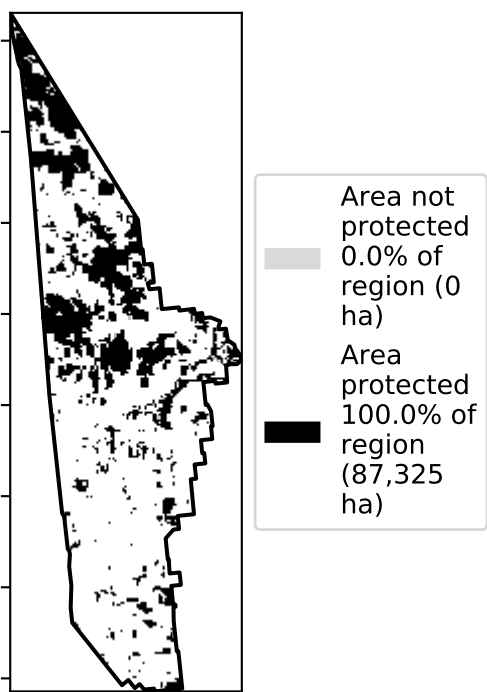 Area not
protected
0.0% of
region (0
ha)
Area
protected
100.0% of
region
(87,325
ha)